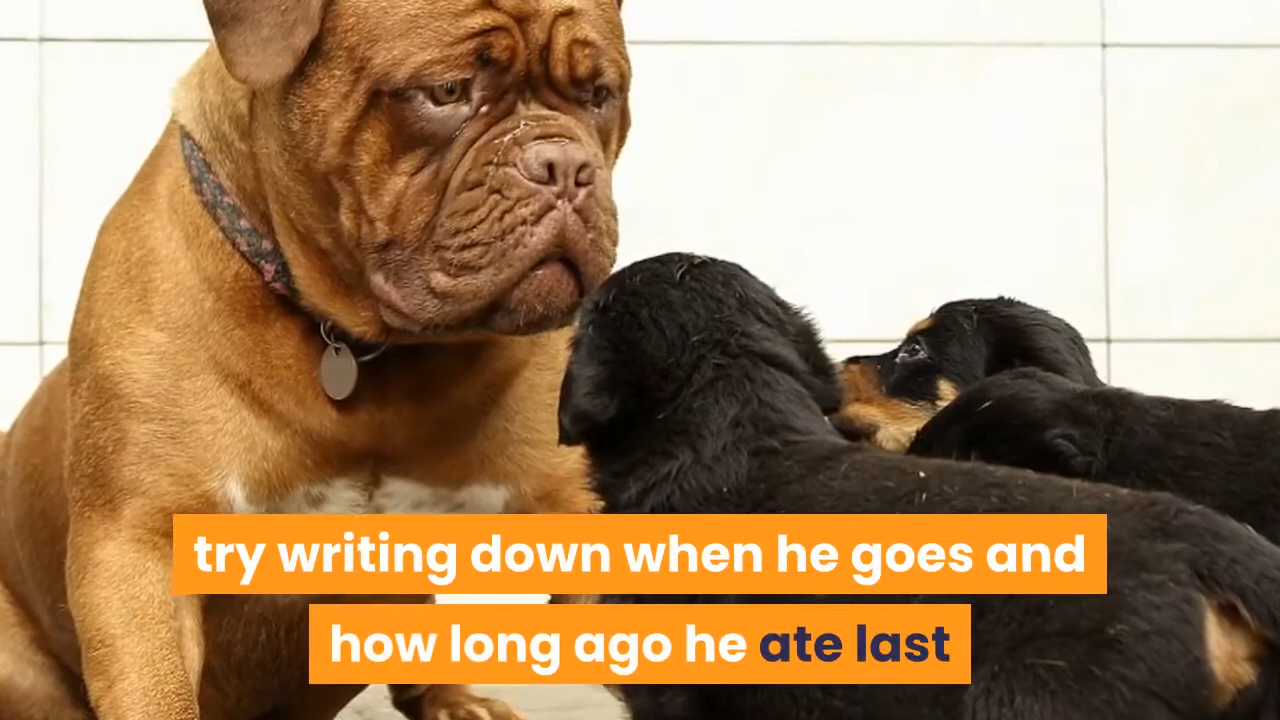 try writing down when he goes and
how long ago he ate last